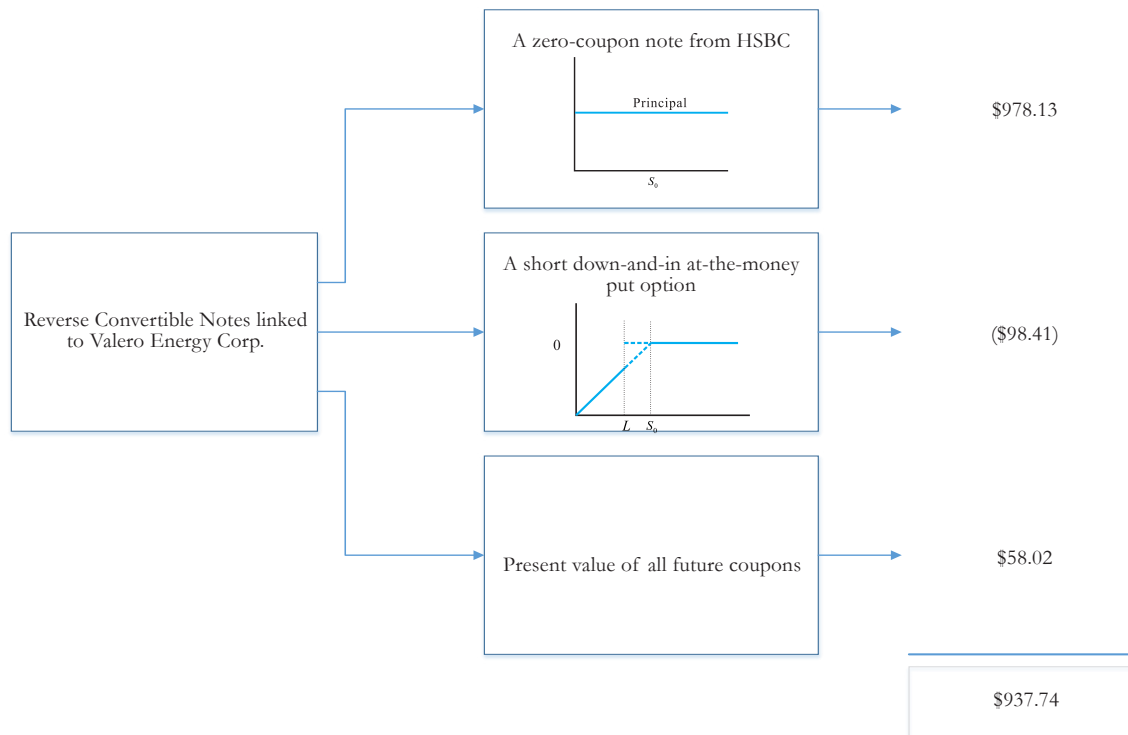 A zero-coupon note from HSBC
Principal
S₀
$978.13
Reverse Convertible Notes linked
to Valero Energy Corp.
A short down-and-in at-the-money
put option
0
L S₀
($98.41)
Present value of all future coupons
$58.02
$937.74